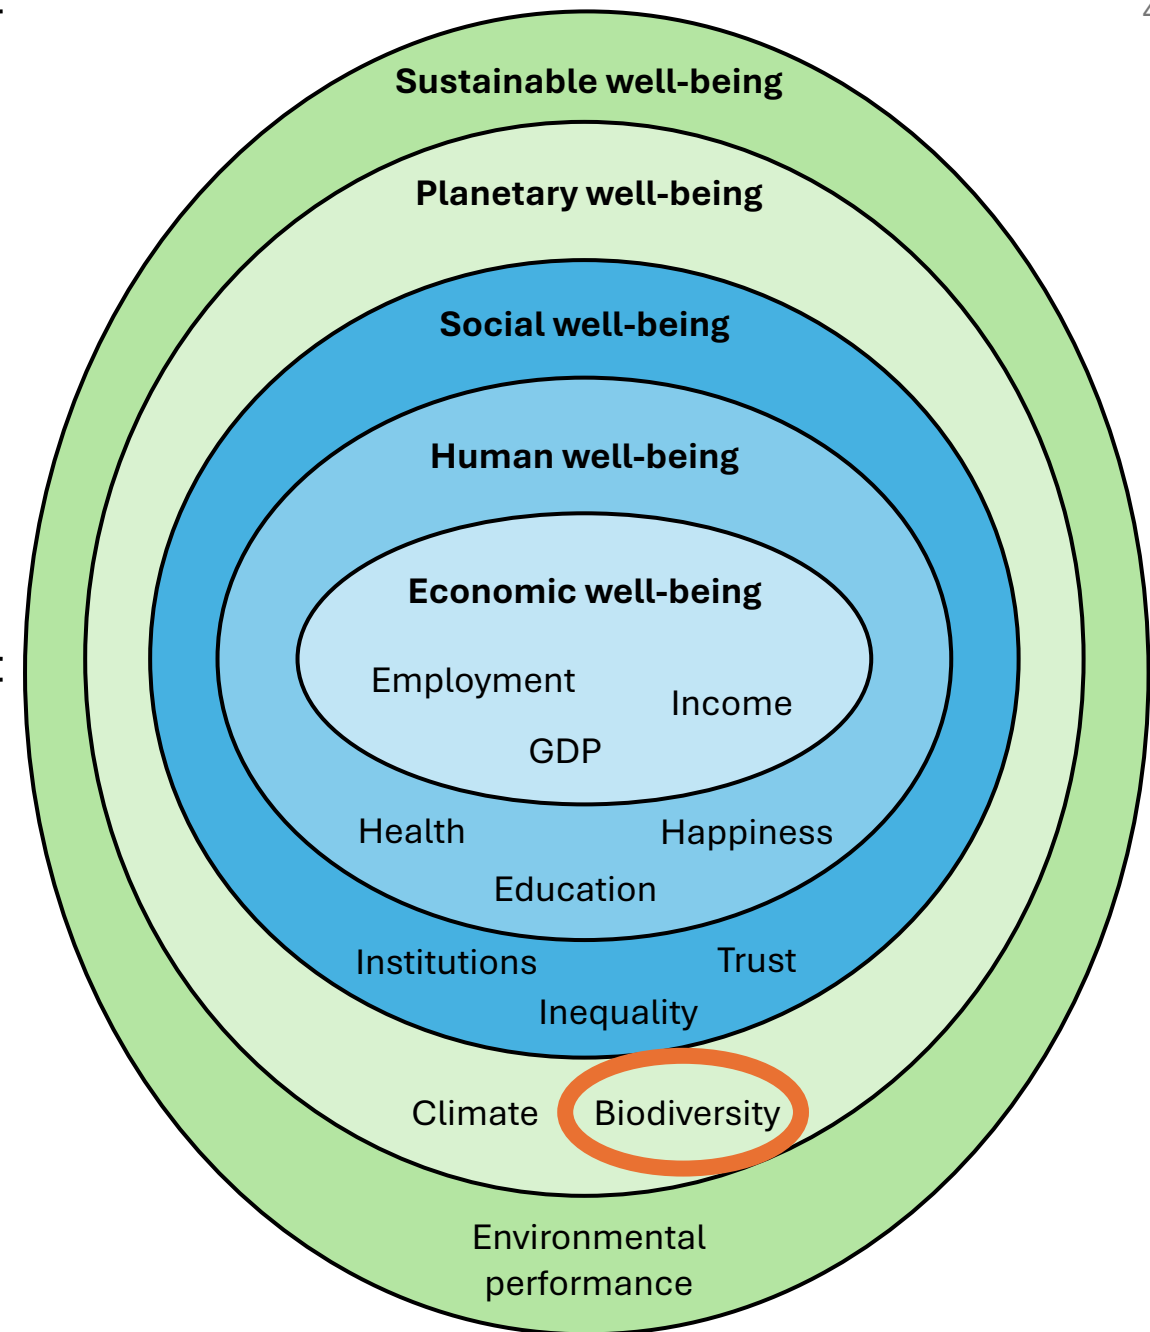 Sustainable well-being
Planetary well-being
Social well-being
Human well-being
Economic well-being
Employment
Income
GDP
Health
Happiness
Education
Institutions
Trust
Inequality
Climate
Biodiversity
Environmental
performance